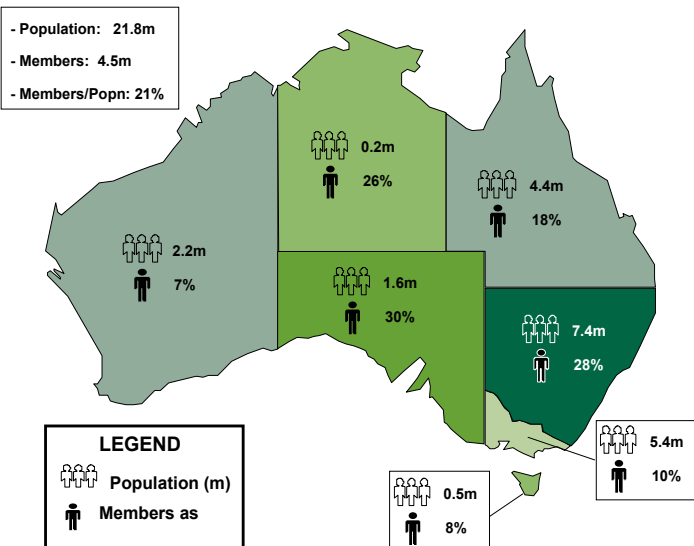 - Population: 21.8m
- Members: 4.5m
- Members/Popn: 21%
0.2m
26%
4.4m
18%
2.2m
7%
1.6m
30%
7.4m
28%
5.4m
10%
0.5m
8%
LEGEND
Population (m)
Members as